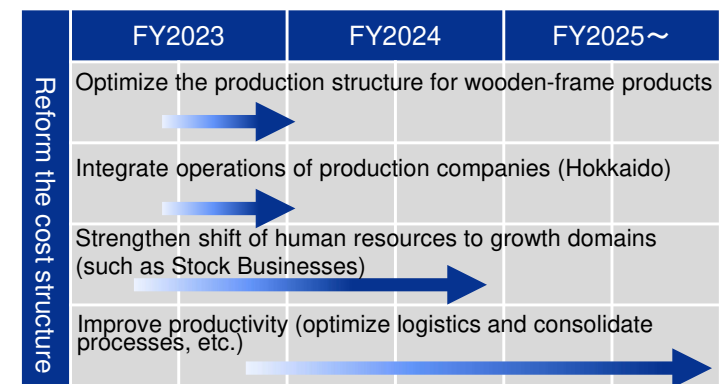 FY2023 FY2024 FY2025～
Reform the cost structure
Optimize the production structure for wooden-frame products
Integrate operations of production companies (Hokkaido)
Strengthen shift of human resources to growth domains
(such as Stock Businesses)
Improve productivity (optimize logistics and consolidate
processes, etc.)